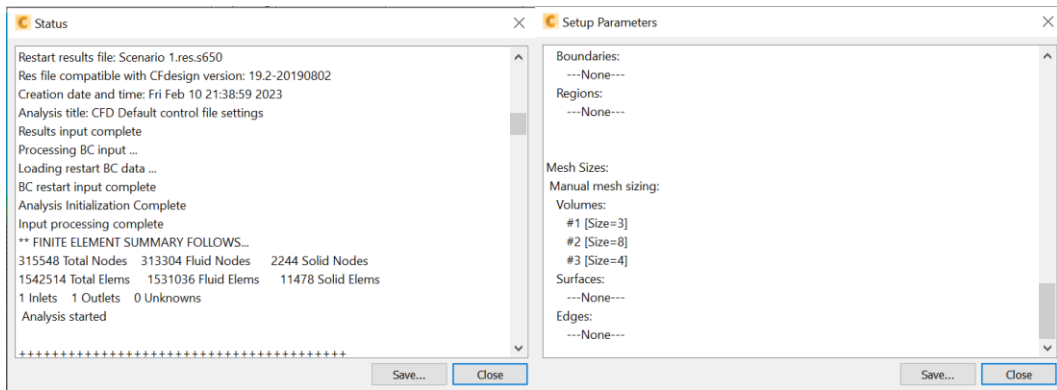 Status
Restart results file: Scenario 1.res.s650
Res file compatible with CFdesign version: 19.2-20190802
Creation date and time: Fri Feb 10 21:38:59 2023
Analysis title: CFD Default control file settings
Results input complete
Processing BC input ...
Loading restart BC data ...
BC restart input complete
Analysis Initialization Complete
Input processing complete
** FINITE ELEMENT SUMMARY FOLLOWS...
315548 Total Nodes 313304 Fluid Nodes 2244 Solid Nodes
1542514 Total Elems 1531036 Fluid Elems 11478 Solid Elems
1 Inlets 1 Outlets 0 Unknowns
Analysis started
++++++++++++++++++++++++++++++++++++++++
Save...
Close
Setup Parameters
Boundaries:
---None---
Regions:
---None---
Mesh Sizes:
Manual mesh sizing:
Volumes:
#1 [Size=3]
#2 [Size=8]
#3 [Size=4]
Surfaces:
---None---
Edges:
---None---
Save...
Close